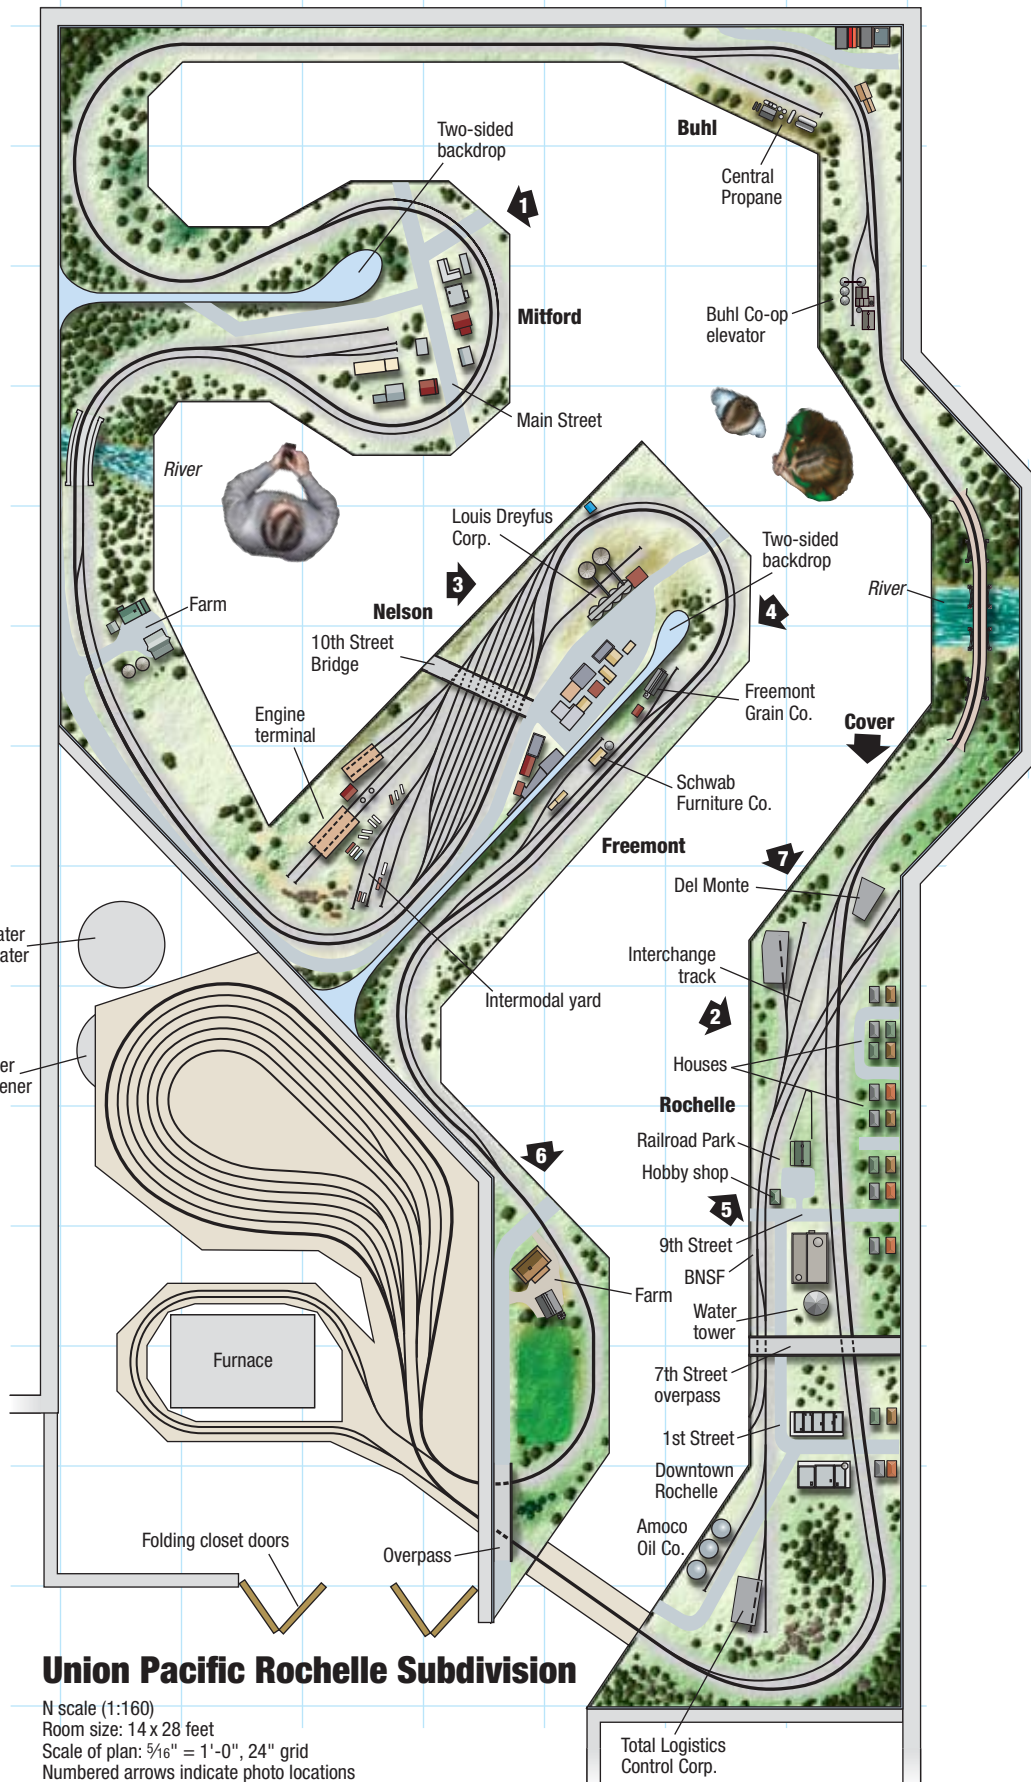 Two-sided
backdrop
1
Buhl
Central
Propane
Mitford
Buhl Co-op
elevator
Main Street
River
Louis Dreyfus
Corp.
Two-sided
backdrop
3
Nelson
River
4
Farm
10th Street
Bridge
Freemont
Grain Co.
Engine
terminal
Cover
Schwab
Furniture Co.
Freemont
7
Del Monte
ater
ater
Interchange
track
Intermodal yard
2
er
ener
Houses
Rochelle
Railroad Park
6
Hobby shop
5
9th Street
BNSF
Farm
Water
tower
Furnace
7th Street
overpass
1st Street
Downtown
Rochelle
Amoco
Oil Co.
Folding closet doors
Overpass
Union Pacific Rochelle Subdivision
N scale (1:160)
Room size: 14 x 28 feet
Scale of plan: 5/16" = 1'-0", 24" grid
Numbered arrows indicate photo locations
Total Logistics
Control Corp.